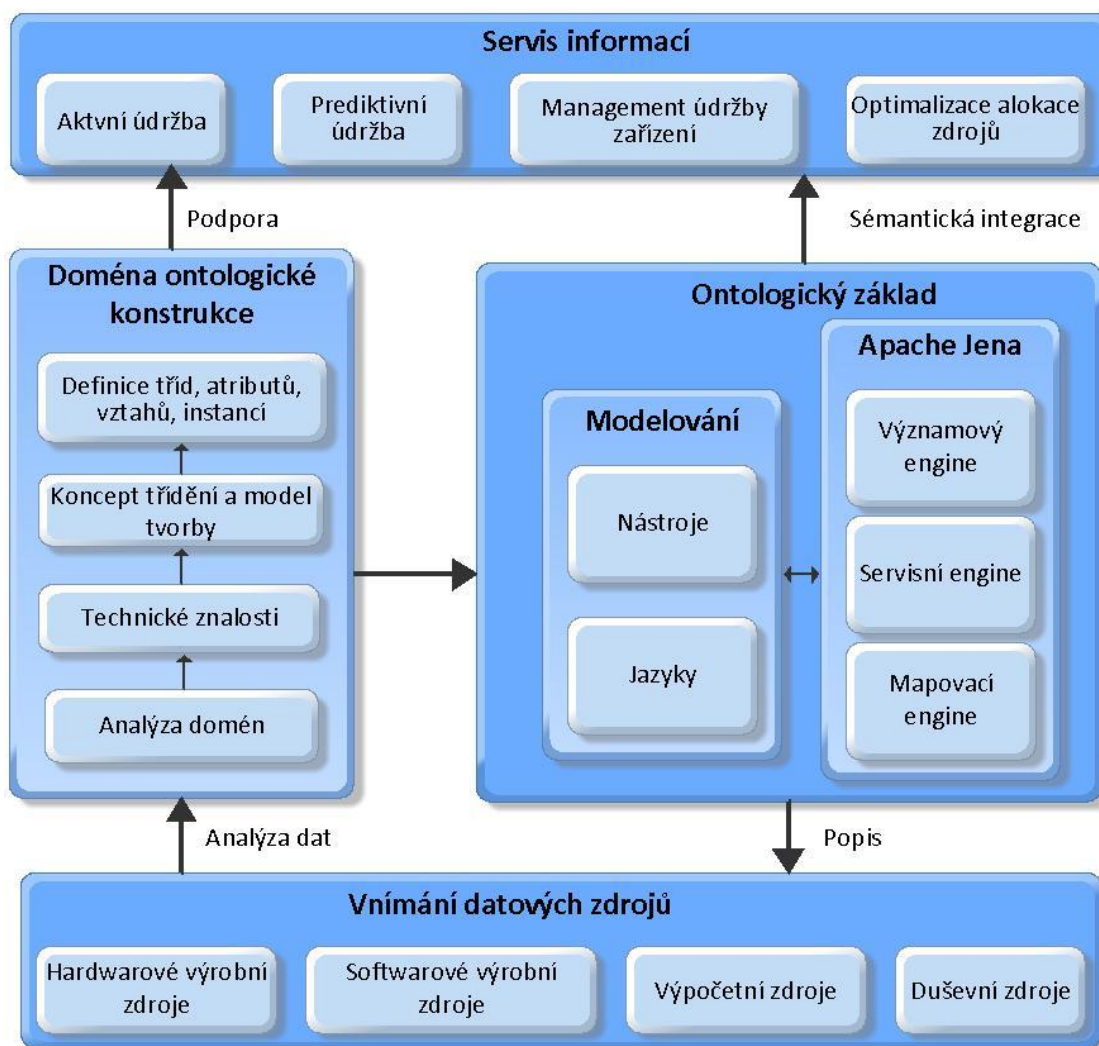 Servis informací
Aktvní údržba
Prediktivní
údržba
Management údržby
zařízení
Optimalizace alokace
zdrojů
Podpora
Sémantická integrace
Doména ontologické
konstrukce
Definice tříd, atributů,
vztahů, instancí
Koncept třídění a model
tvorby
Technické znalosti
Analýza domén
Ontologický základ
Modelování
Nástroje
Jazyky
Apache Jena
Významový
engine
Servisní engine
Mapovací
engine
Analýza dat
Popis
Vnímání datových zdrojů
Hardwarové výrobní
zdroje
Softwarové výrobní
zdroje
Výpočetní zdroje
Duševní zdroje